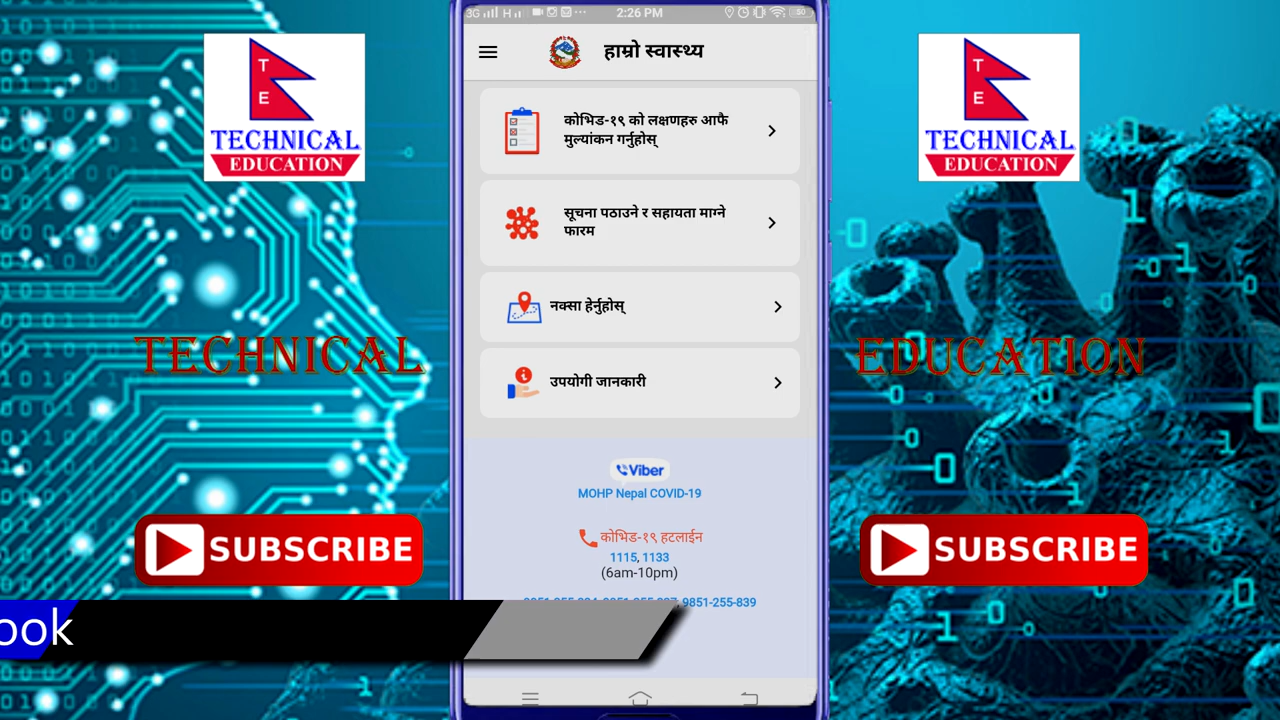 3G H 2:26 PM 50
हाम्रो स्वास्थ्य
T
E
TECHNICAL
EDUCATION
T
E
TECHNICAL
EDUCATION
कोभिड-१९ को लक्षणहरु आफै
मुल्यांकन गर्नुहोस्
सूचना पठाउने र सहायता माग्ने
फारम
नक्सा हेर्नुहोस्
उपयोगी जानकारी
TECHNICAL
EDUCATION
Viber
MOHP Nepal COVID-19
कोभिड-१९ हटलाईन
1115, 1133
(6am-10pm)
9851-255-839
SUBSCRIBE
SUBSCRIBE
ook